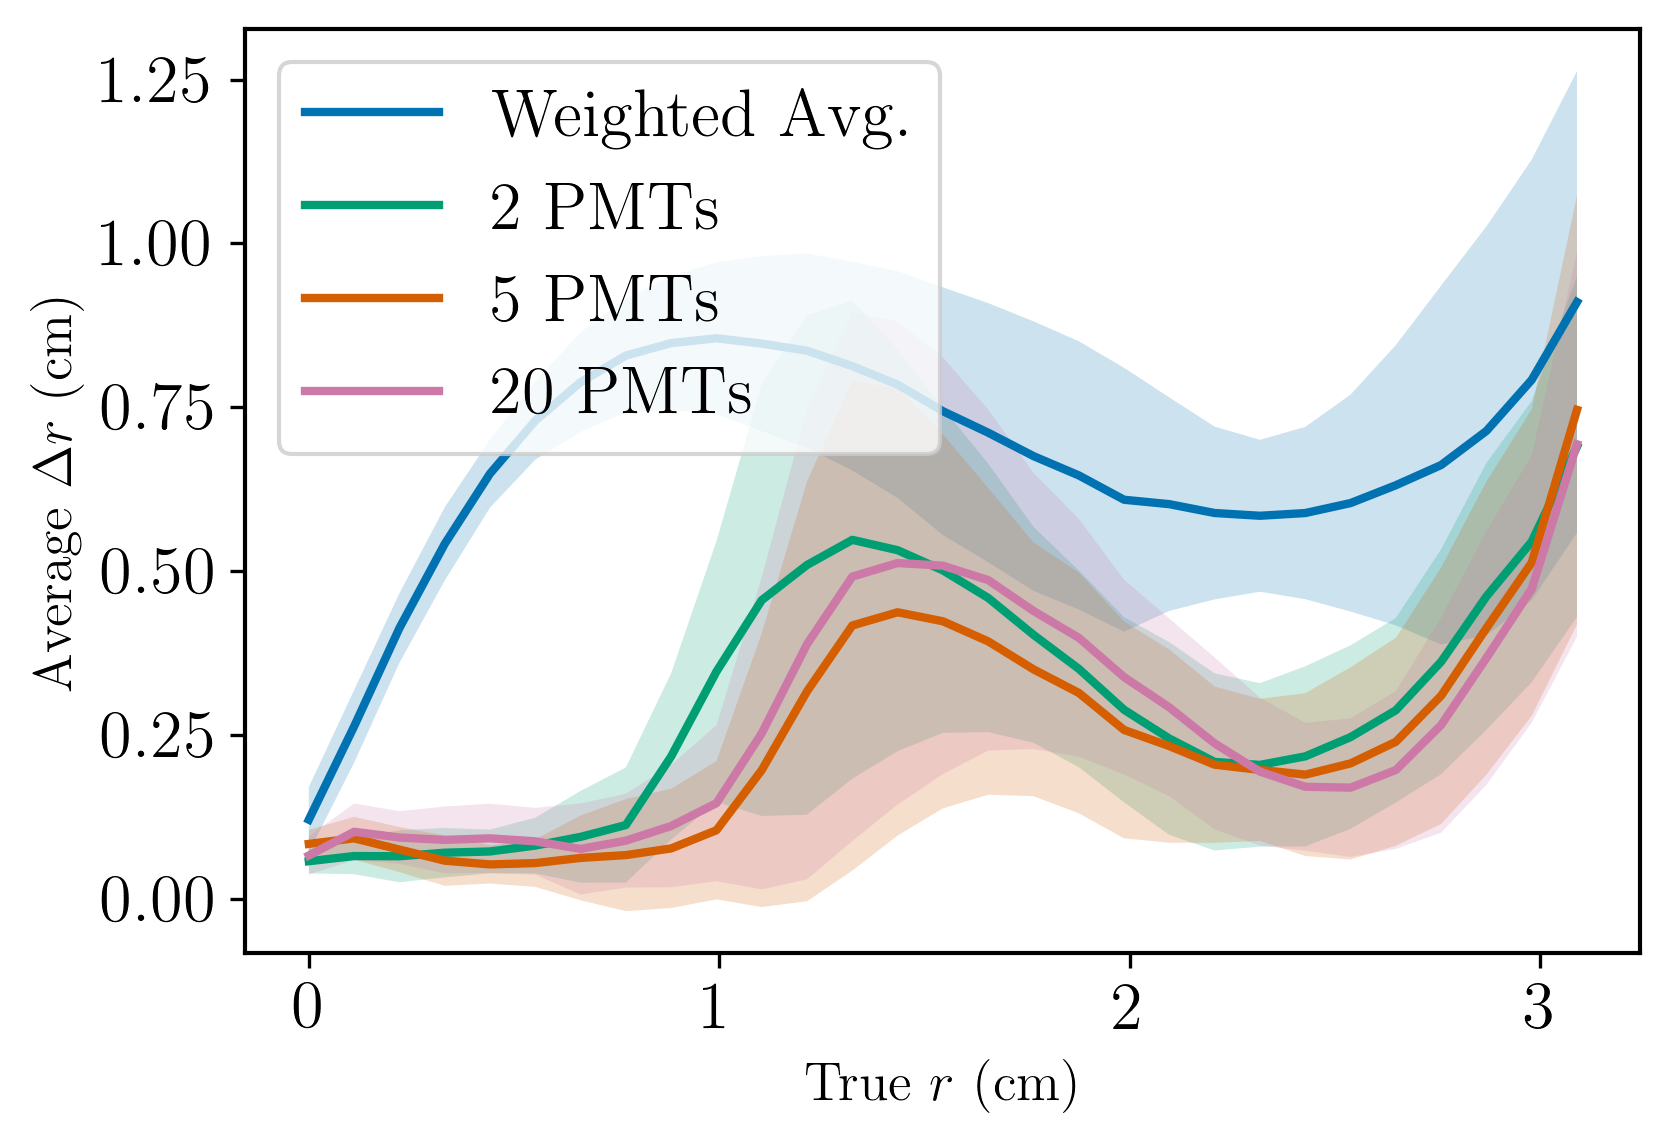 1.25
1.00
0.75
0.50
0.25
0.00
Average Δr (cm)
Weighted Avg.
2 PMTs
5 PMTs
20 PMTs
0 1 2 3
True r (cm)